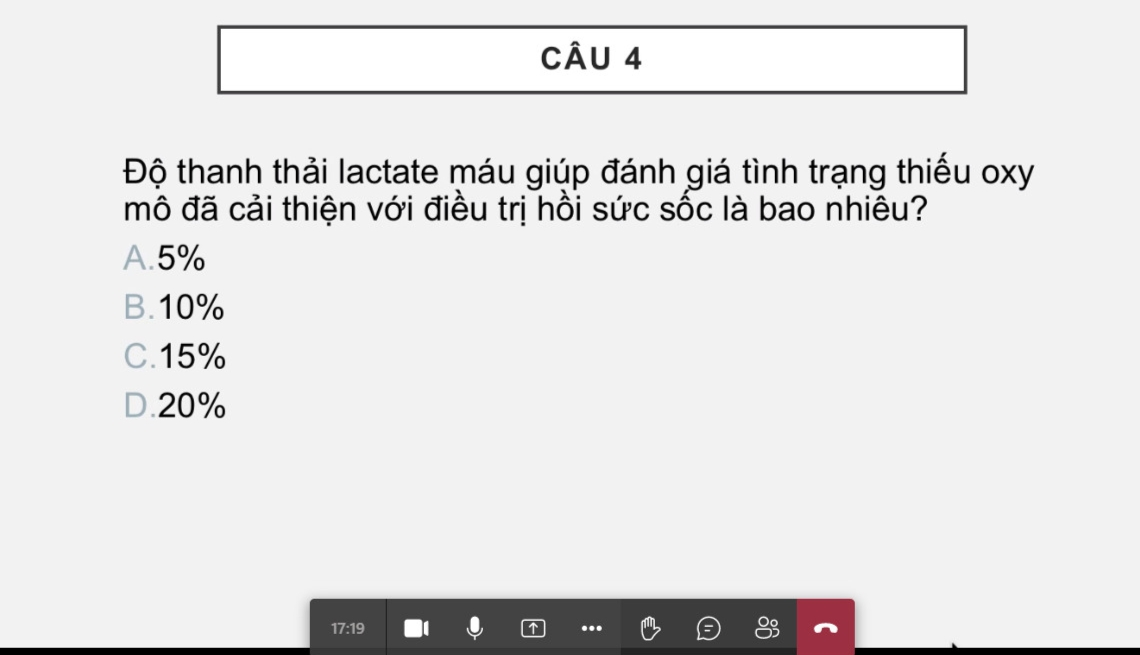 CÂU 4
Độ thanh thải lactate máu giúp đánh giá tình trạng thiếu oxy
mô đã cải thiện với điều trị hồi sức sốc là bao nhiêu?
A.5%
B.10%
C.15%
D.20%
17:19